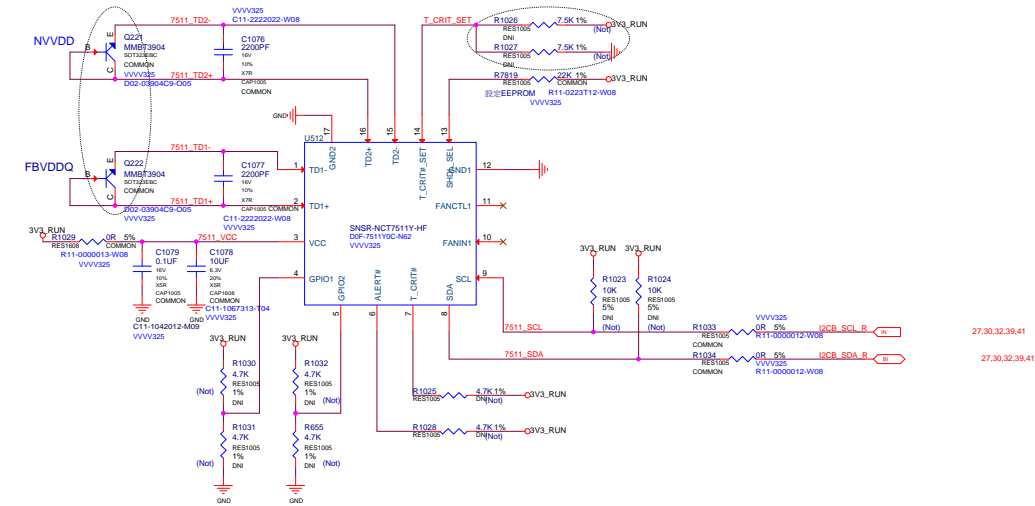 VVVV325
C11-2222022-W08
7511_TD2-
NVVDD
B
E
C
Q221
MMBT3904
SOT323EBC
COMMON
VVVV325
D02-03904C9-O05
7511_TD2+
C1076
2200PF
16V
10%
X7R
CAP1005
COMMON
T_CRIT_SET
R1026
RES1005
DNI
7.5K 1%
(Not)
3V3_RUN
R1027
RES1005
DNI
7.5K 1%
(Not)
R7819
RES1005
22K 1%
COMMON
3V3_RUN
設定EEPROM
R11-0223T12-W08
VVVV325
GND
17
16
15
14
13
U512
GND2
TD2+
TD2-
T_CRIT#_SET
SHDN_SEL
FBVDDQ
B
E
C
Q222
MMBT3904
SOT323EBC
COMMON
D02-03904C9-O05
VVVV325
7511_TD1-
7511_TD1+
C1077
2200PF
16V
10%
X7R
CAP1005 COMMON
C11-2222022-W08
VVVV325
1
TD1-
2
TD1+
3
VCC
4
GPIO1
GND1
12
FANCTL1
11
FANIN1
10
SCL
9
SNSR-NCT7511Y-HF
D0F-7511Y0C-N62
VVVV325
GPIO2
ALERT#
T_CRIT#
SDA
5
6
7
8
3V3_RUN
R1029
RES1608
0R 5%
COMMON
R11-0000013-W08
VVVV325
7511_VCC
C1079
0.1UF
16V
10%
X5R
CAP1005
COMMON
GND
C11-1042012-M09
VVVV325
C1078
10UF
6.3V
20%
X5R
CAP1608
COMMON
C11-1067313-T04
GND
VVVV325
3V3_RUN
3V3_RUN
R1023
10K
RES1005
5%
DNI
(Not)
R1024
10K
RES1005
5%
DNI
(Not)
7511_SCL
7511_SDA
R1033
RES1005
COMMON
VVVV325
0R 5%
R11-0000012-W08
I2CB_SCL_R
IN
27,30,32,39,41
R1034
RES1005
COMMON
0R 5%
VVVV325
R11-0000012-W08
I2CB_SDA_R
BI
27,30,32,39,41
3V3_RUN
3V3_RUN
R1030
4.7K
RES1005
1%
DNI
(Not)
R1032
4.7K
RES1005
1%
DNI
(Not)
R1025
RES1005
4.7K 1%
DNI
(Not)
3V3_RUN
R1031
4.7K
RES1005
1%
DNI
(Not)
R655
4.7K
RES1005
1%
DNI
(Not)
R1028
RES1005
4.7K 1%
DNI
(Not)
3V3_RUN
GND
GND